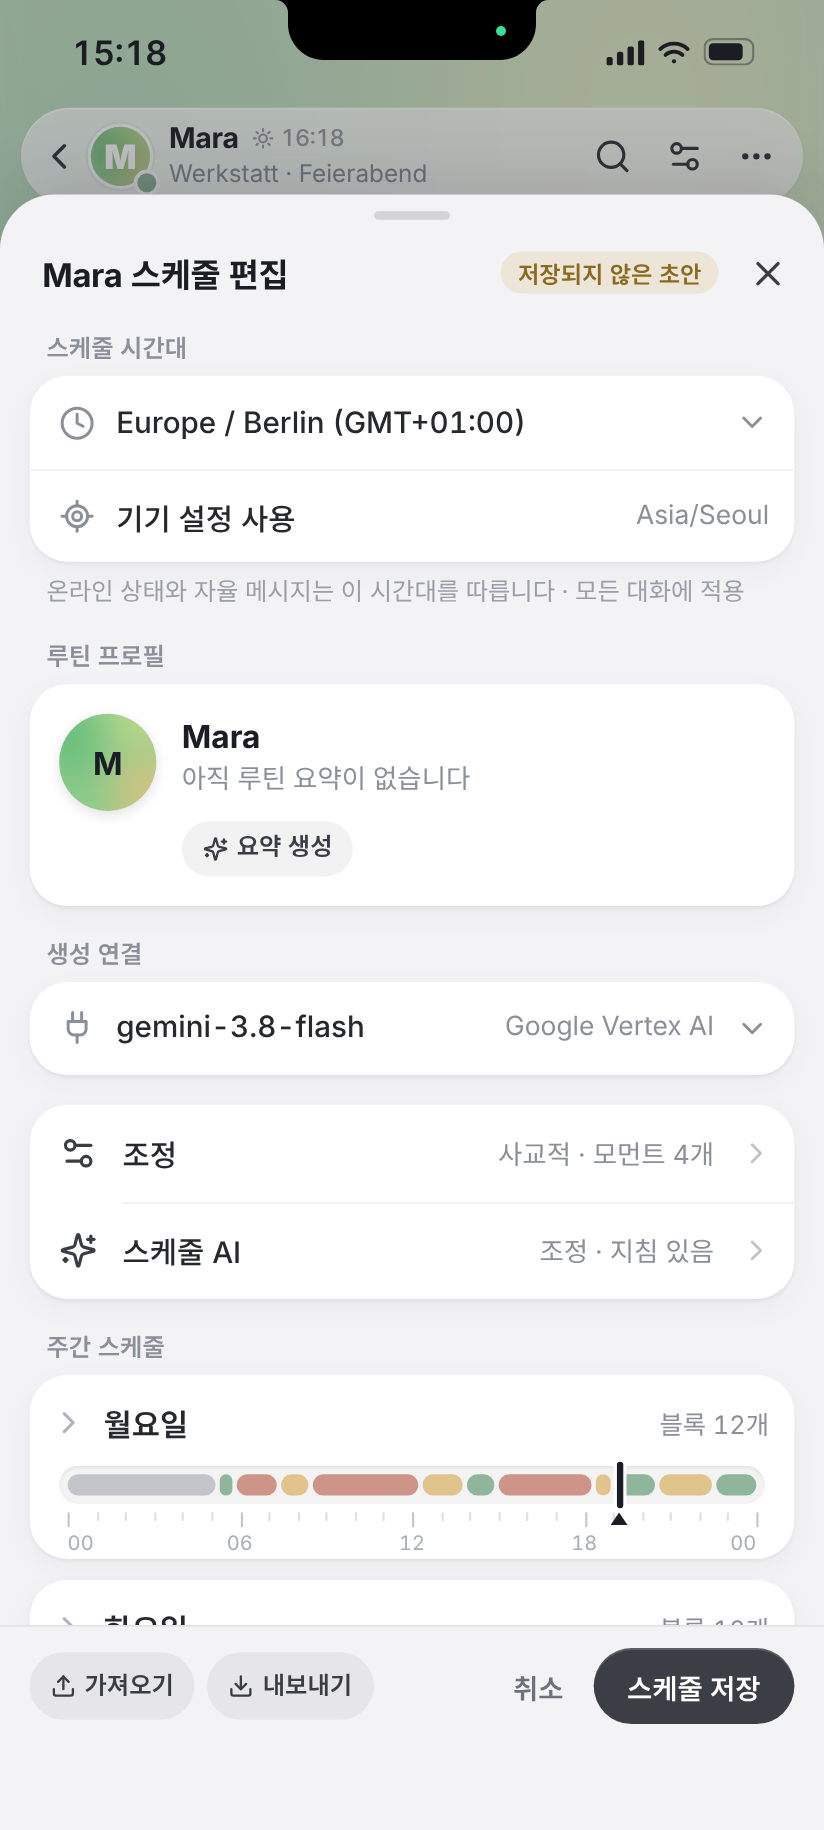 15:18
M
Mara 16:18
Werkstatt · Feierabend
Mara 스케줄 편집
저장되지 않은 초안
스케줄 시간대
Europe / Berlin (GMT+01:00)
기기 설정 사용
Asia/Seoul
온라인 상태와 자율 메시지는 이 시간대를 따릅니다 · 모든 대화에 적용
루틴 프로필
M
Mara
아직 루틴 요약이 없습니다
요약 생성
생성 연결
gemini-3.8-flash
Google Vertex AI
조정
사교적 · 모먼트 4개
스케줄 AI
조정 · 지침 있음
주간 스케줄
월요일
블록 12개
00 06 12 18 00
화요일
가져오기
내보내기
취소
스케줄 저장